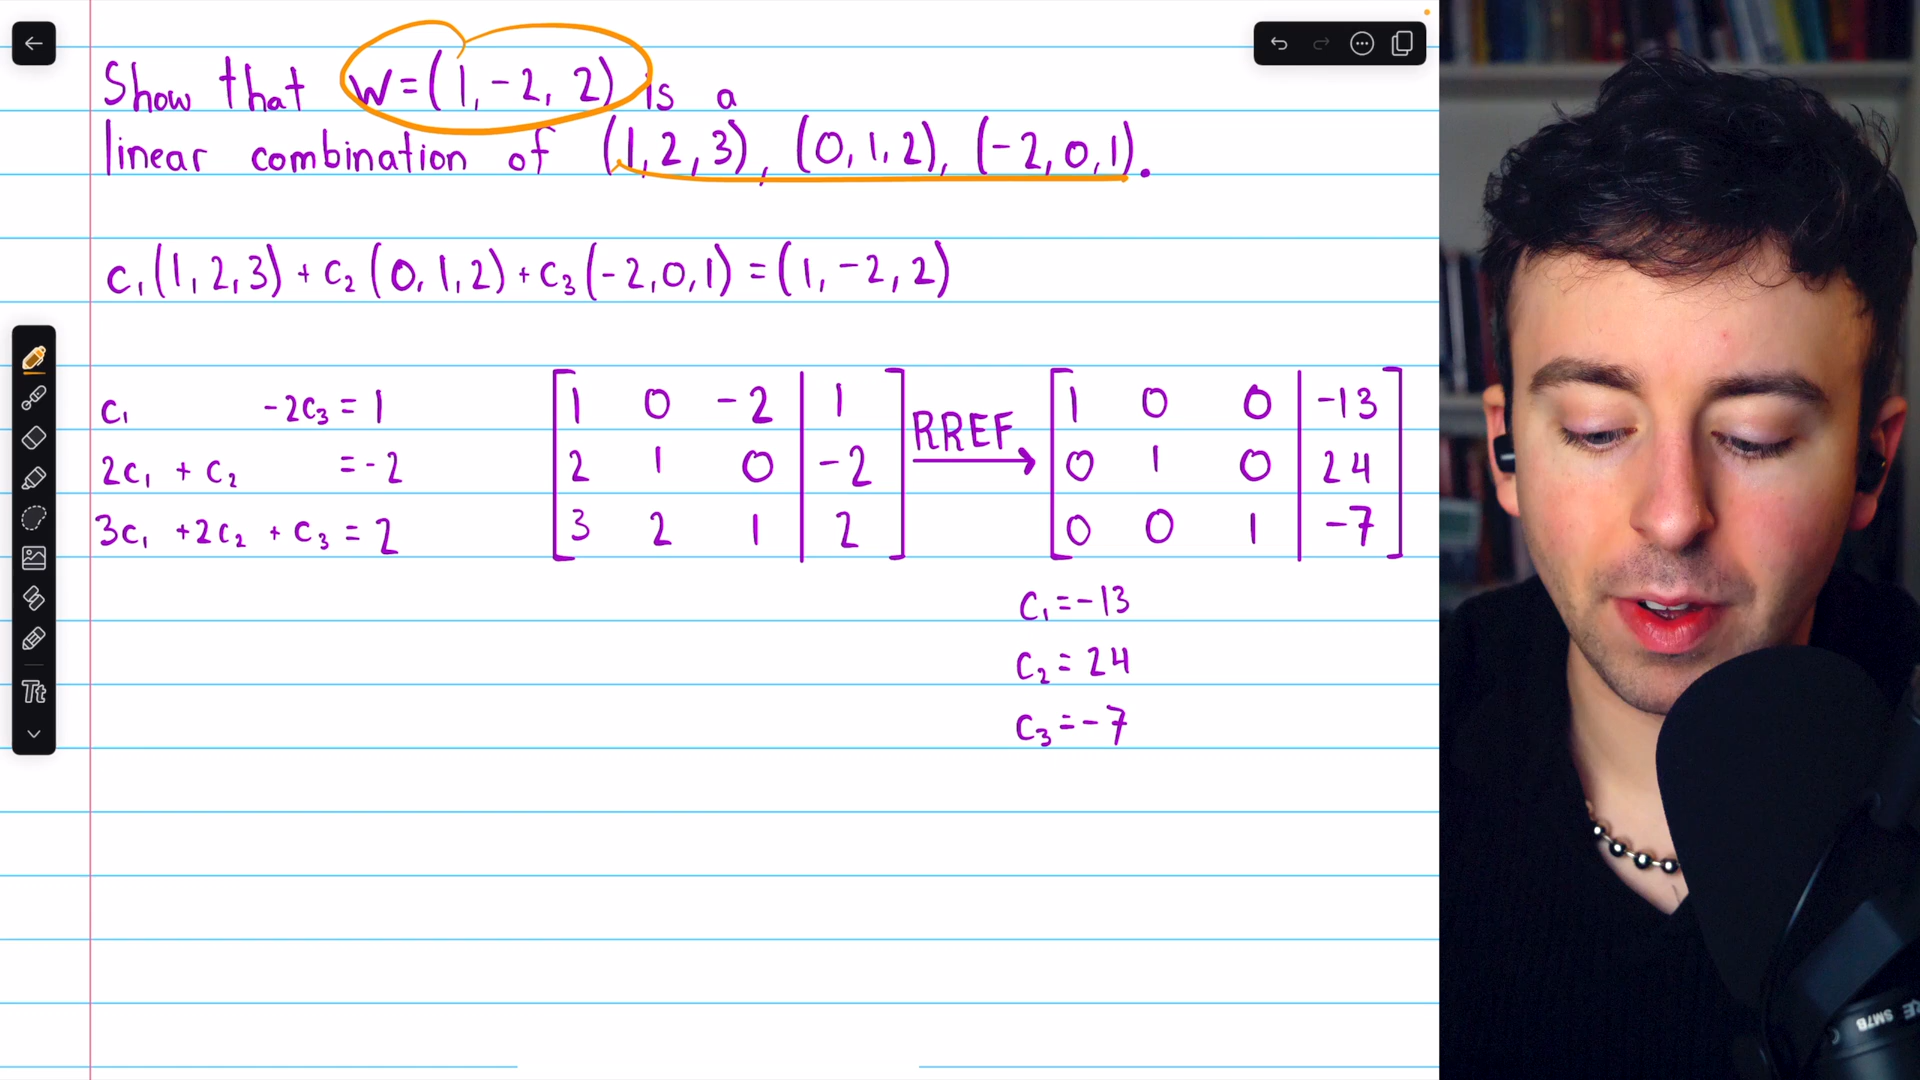 Show that w=(1,-2, 2) is a
linear combination of (1,2,3), (0,1,2), (-2,0,1).
c₁(1,2,3) + c₂(0,1,2) + c₃(-2,0,1) = (1,-2,2)
c₁ -2c₃ = 1
2c₁ + c₂ = -2
3c₁ +2c₂ + c₃ = 2
1 0 -2 | 1
2 1 0 | -2
3 2 1 | 2
RREF
1 0 0 | -13
0 1 0 | 24
0 0 1 | -7
c₁ = -13
c₂ = 24
c₃ = -7
Tt
SM7B